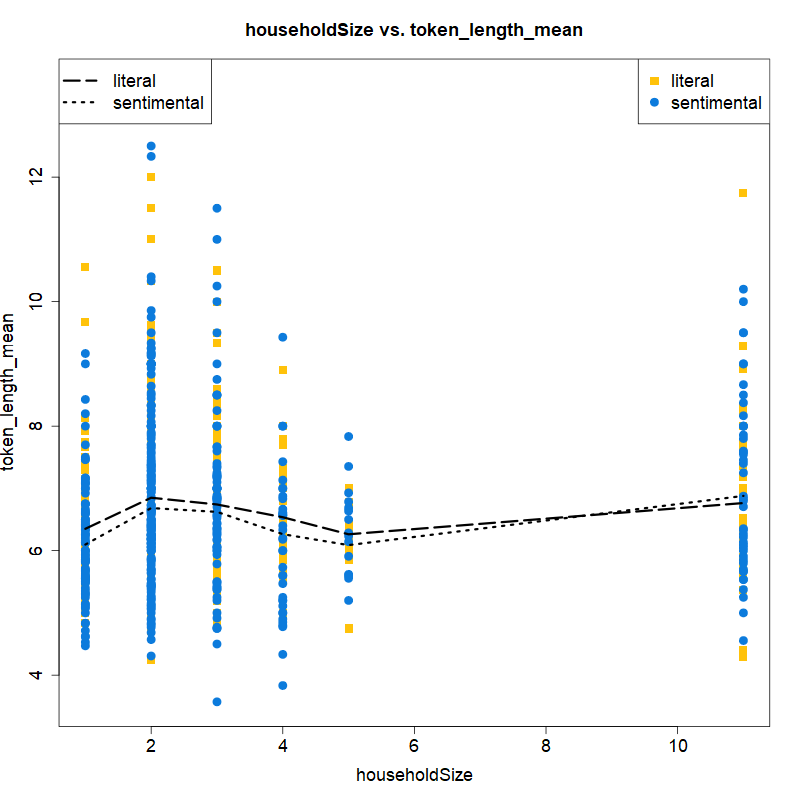 householdSize vs. token_length_mean
literal
sentimental
literal
sentimental
12
10
8
6
4
token_length_mean
2 4 6 8 10
householdSize